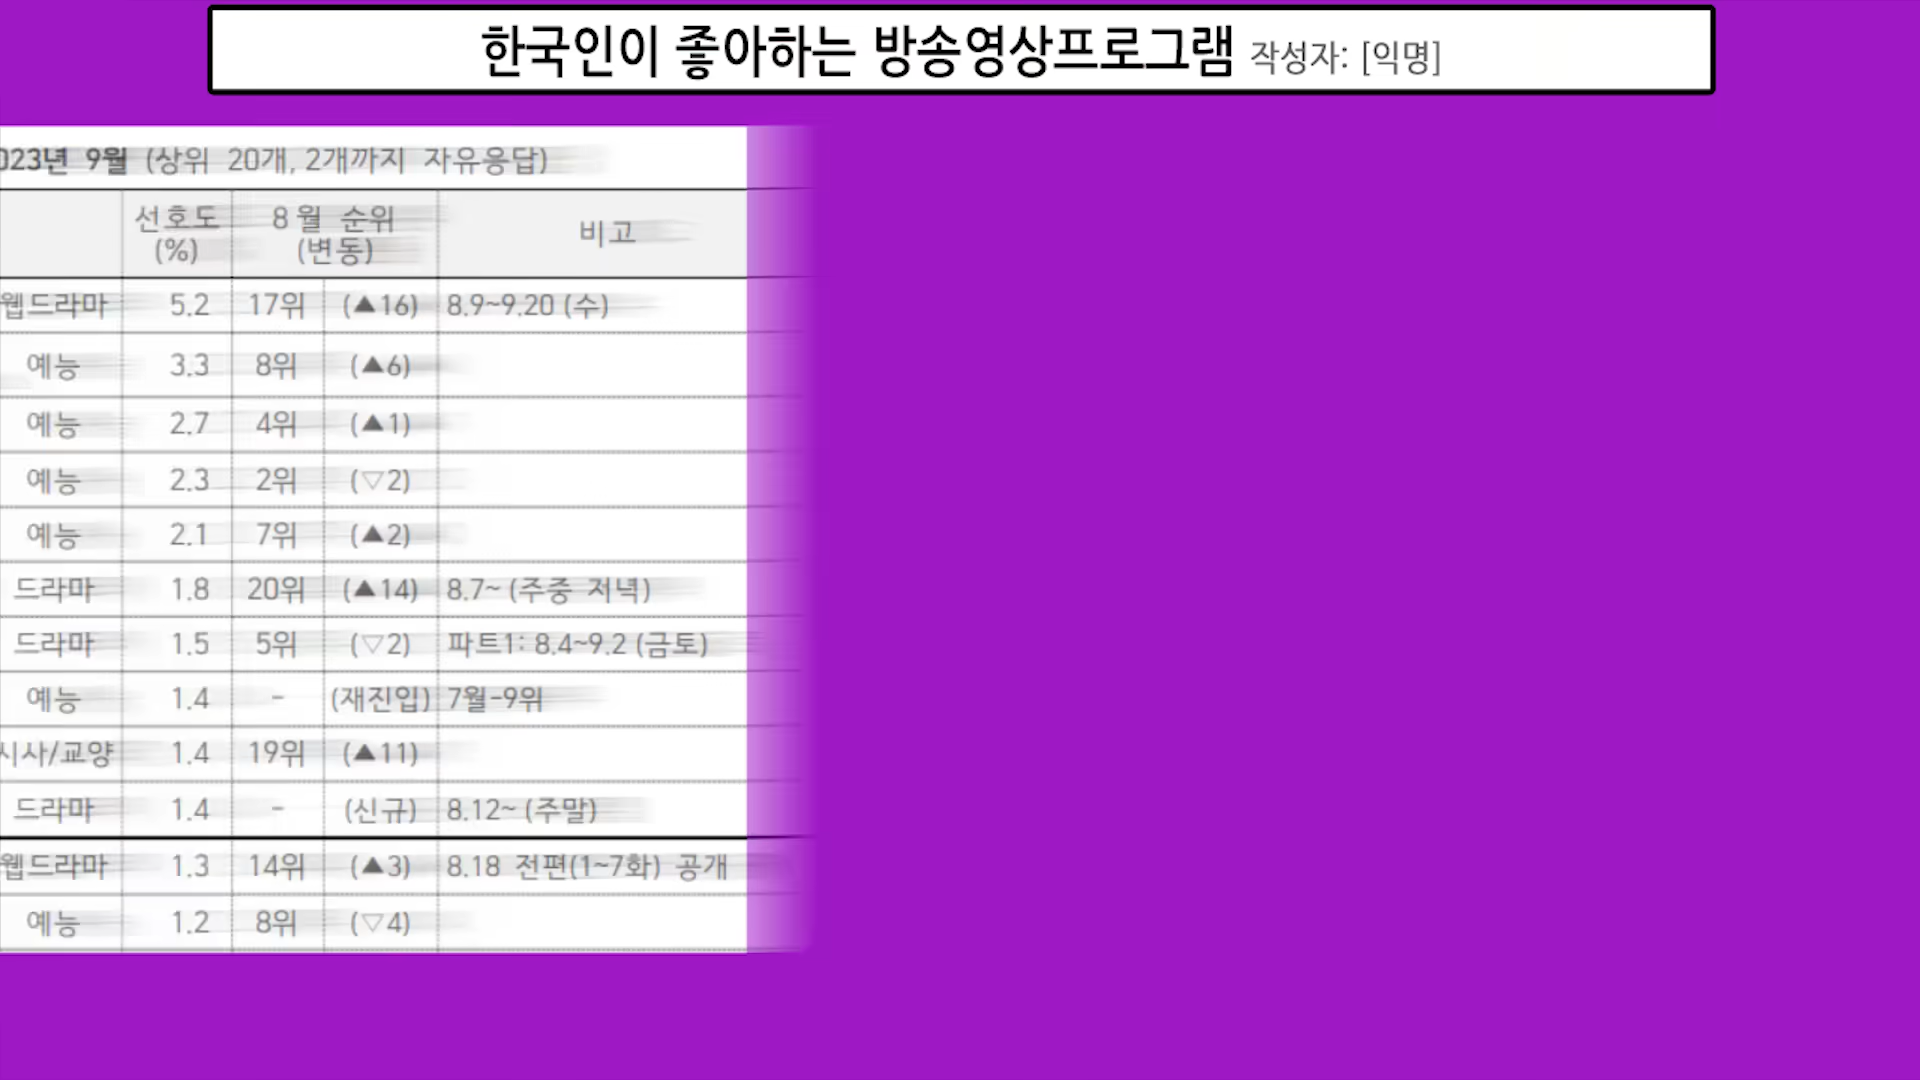 한국인이 좋아하는 방송영상프로그램 작성자: [익명]
023년 9월 (상위 20개, 2개까지 자유응답)
선호도 (%) 8월 순위 (변동) 비고
웹드라마 5.2 17위 (▲16) 8.9~9.20 (수)
예능 3.3 8위 (▲6)
예능 2.7 4위 (▲1)
예능 2.3 2위 (▽2)
예능 2.1 7위 (▲2)
드라마 1.8 20위 (▲14) 8.7~ (주중 저녁)
드라마 1.5 5위 (▽2) 파트1: 8.4~9.2 (금토)
예능 1.4 - (재진입) 7월-9위
시사/교양 1.4 19위 (▲11)
드라마 1.4 - (신규) 8.12~ (주말)
웹드라마 1.3 14위 (▲3) 8.18 전편(1~7화) 공개
예능 1.2 8위 (▽4)